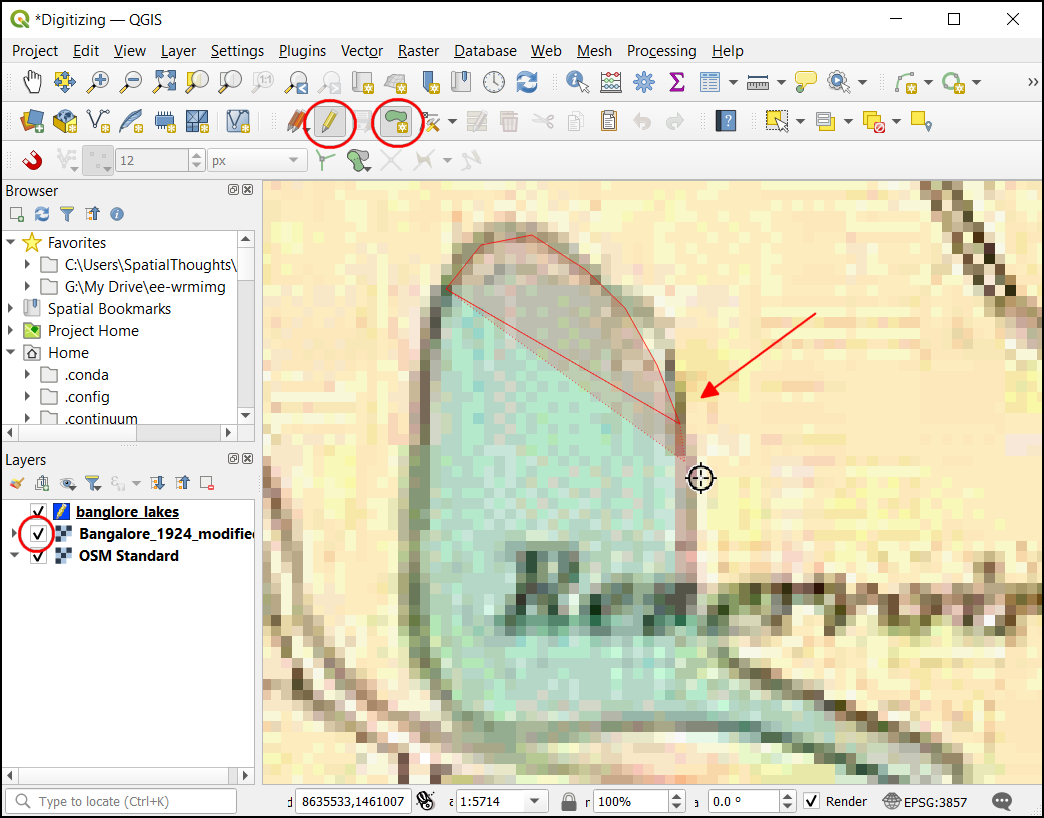 *Digitizing — QGIS
Project Edit View Layer Settings Plugins Vector Raster Database Web Mesh Processing Help
12 px
Browser
Favorites
C:\Users\SpatialThoughts\
G:\My Drive\ee-wrmimg
Spatial Bookmarks
Project Home
Home
.conda
.config
.continuum
Layers
banglore_lakes
Bangalore_1924_modified
OSM Standard
Type to locate (Ctrl+K) 8635533,1461007 1:5714 r 100% a 0.0 ° Render EPSG:3857